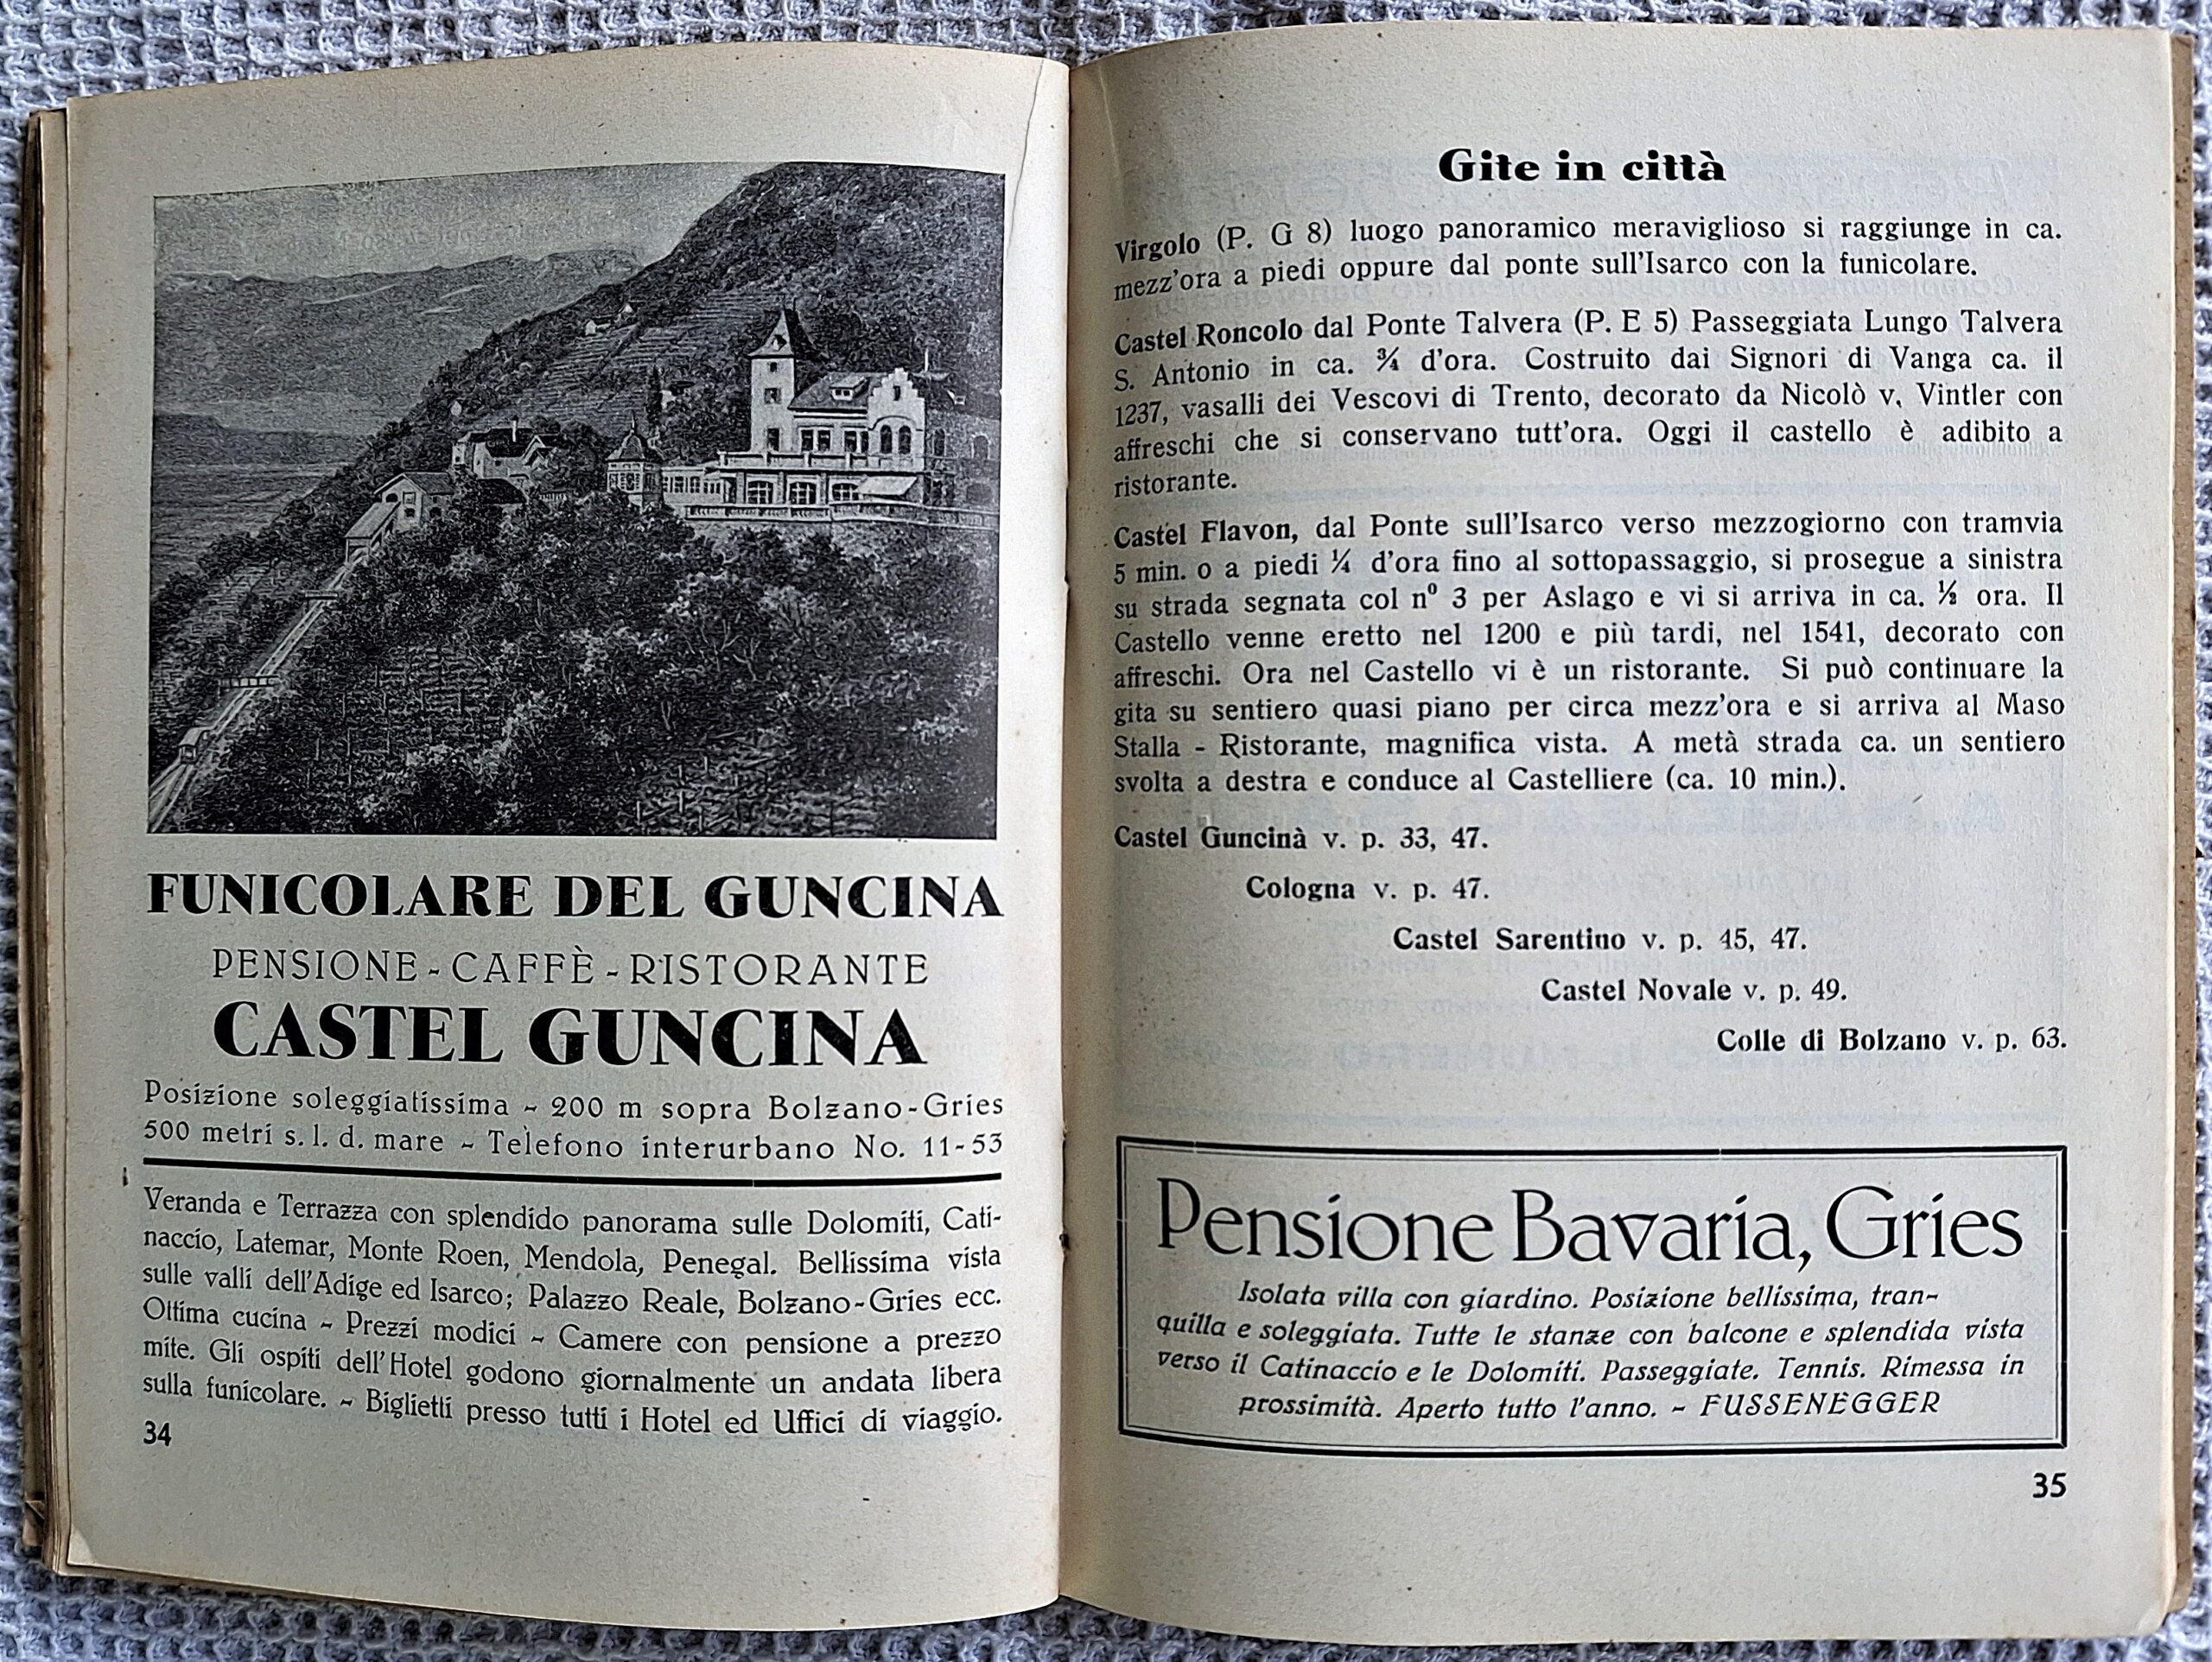 FUNICOLARE DEL GUNCINA
PENSIONE - CAFFÈ - RISTORANTE
CASTEL GUNCINA
Posizione soleggiatissima - 200 m sopra Bolzano-Gries
500 metri s. l. d. mare - Telefono interurbano No. 11-53
Veranda e Terrazza con splendido panorama sulle Dolomiti, Cati-
naccio, Latemar, Monte Roen, Mendola, Penegal. Bellissima vista
sulle valli dell'Adige ed Isarco; Palazzo Reale, Bolzano-Gries ecc.
Ottima cucina - Prezzi modici - Camere con pensione a prezzo
mite. Gli ospiti dell'Hotel godono giornalmente un andata libera
sulla funicolare. - Biglietti presso tutti i Hotel ed Uffici di viaggio.
34
Gite in città
Virgolo (P. G 8) luogo panoramico meraviglioso si raggiunge in ca.
mezz'ora a piedi oppure dal ponte sull'Isarco con la funicolare.
Castel Roncolo dal Ponte Talvera (P. E 5) Passeggiata Lungo Talvera
S. Antonio in ca. ¾ d'ora. Costruito dai Signori di Vanga ca. il
1237, vasalli dei Vescovi di Trento, decorato da Nicolò v. Vintler con
affreschi che si conservano tutt'ora. Oggi il castello è adibito a
ristorante.
Castel Flavon, dal Ponte sull'Isarco verso mezzogiorno con tramvia
5 min. o a piedi ¼ d'ora fino al sottopassaggio, si prosegue a sinistra
su strada segnata col nº 3 per Aslago e vi si arriva in ca. ½ ora. Il
Castello venne eretto nel 1200 e più tardi, nel 1541, decorato con
affreschi. Ora nel Castello vi è un ristorante. Si può continuare la
gita su sentiero quasi piano per circa mezz'ora e si arriva al Maso
Stalla - Ristorante, magnifica vista. A metà strada ca. un sentiero
svolta a destra e conduce al Castelliere (ca. 10 min.).
Castel Guncinà v. p. 33, 47.
Cologna v. p. 47.
Castel Sarentino v. p. 45, 47.
Castel Novale v. p. 49.
Colle di Bolzano v. p. 63.
Pensione Bavaria, Gries
Isolata villa con giardino. Posizione bellissima, tran-
quilla e soleggiata. Tutte le stanze con balcone e splendida vista
verso il Catinaccio e le Dolomiti. Passeggiate. Tennis. Rimessa in
prossimità. Aperto tutto l'anno. - FUSSENEGGER
35